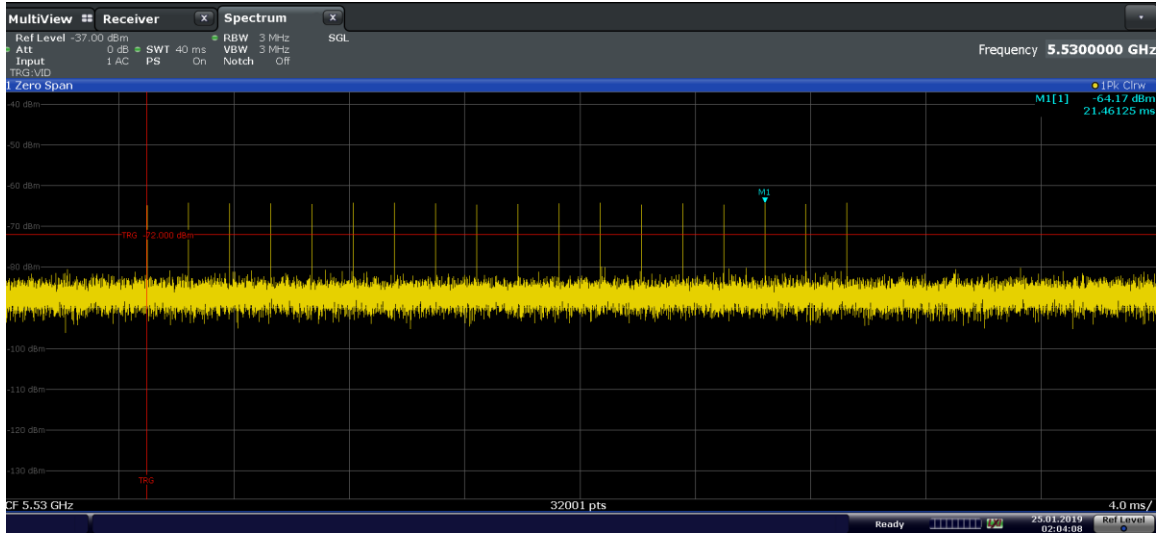 MultiView Receiver X Spectrum X
Ref Level -37.00 dBm RBW 3 MHz SGL
Att 0 dB SWT 40 ms VBW 3 MHz Frequency 5.5300000 GHz
Input 1 AC PS On Notch Off
TRG:VID
1 Zero Span 1Pk Clrw
-40 dBm M1[1] -64.17 dBm
21.46125 ms
-50 dBm
-60 dBm
M1
-70 dBm
TRG -72.000 dBm
-80 dBm
-100 dBm
-110 dBm
-120 dBm
-130 dBm
TRG
CF 5.53 GHz 32001 pts 4.0 ms/
Ready 25.01.2019 Ref Level
02:04:08